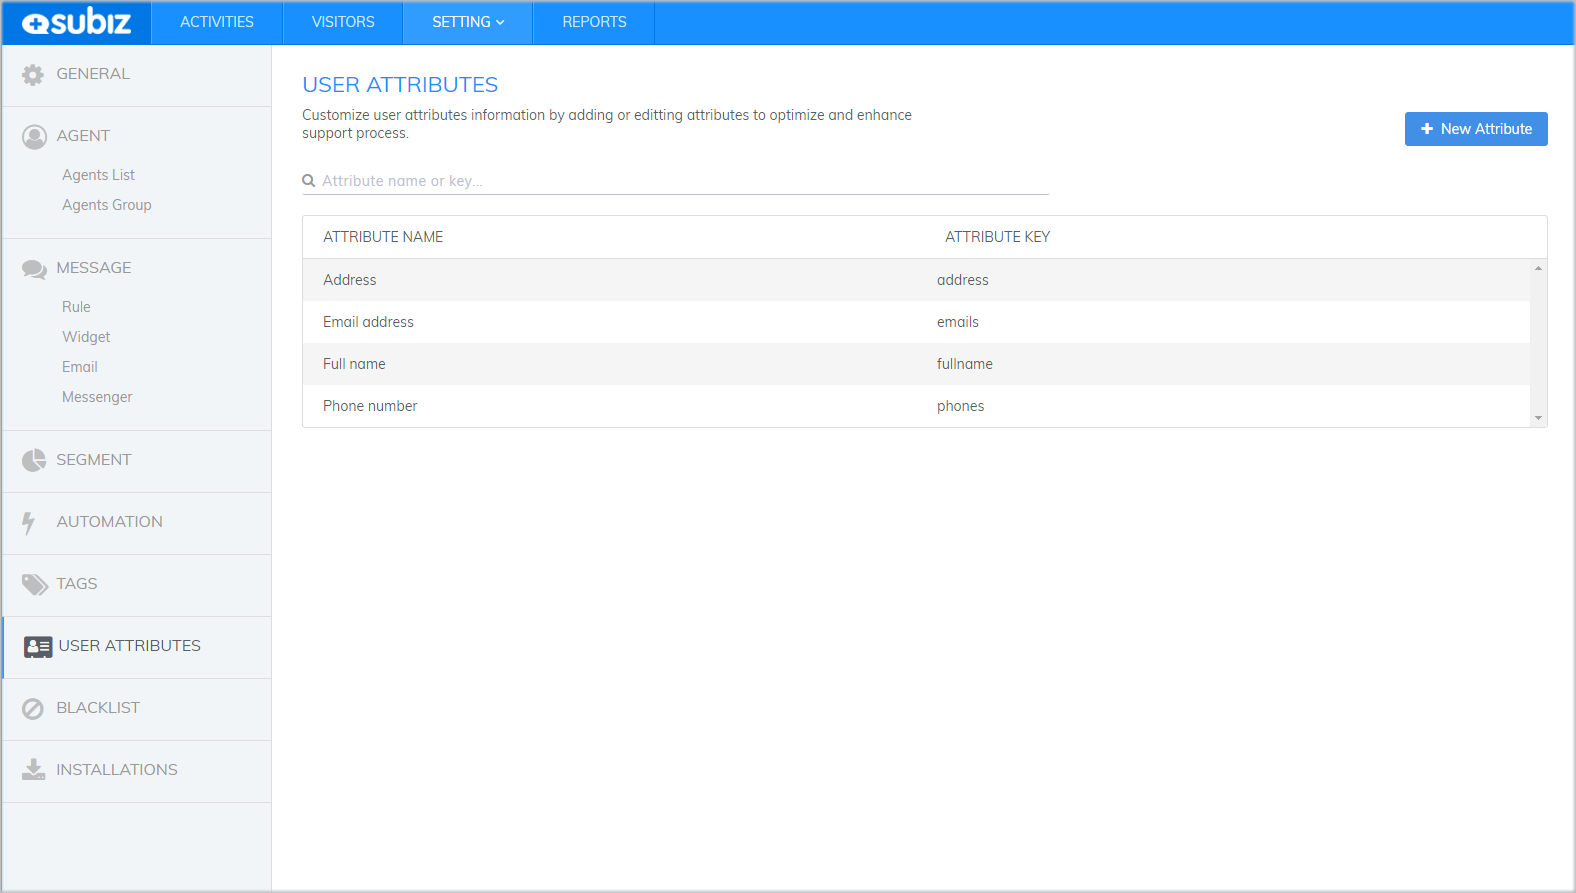 subiz
ACTIVITIES
VISITORS
SETTING
REPORTS
GENERAL
AGENT
Agents List
Agents Group
MESSAGE
Rule
Widget
Email
Messenger
SEGMENT
AUTOMATION
TAGS
USER ATTRIBUTES
BLACKLIST
INSTALLATIONS
USER ATTRIBUTES
Customize user attributes information by adding or editting attributes to optimize and enhance
support process.
New Attribute
Attribute name or key...
ATTRIBUTE NAME ATTRIBUTE KEY
Address address
Email address emails
Full name fullname
Phone number phones